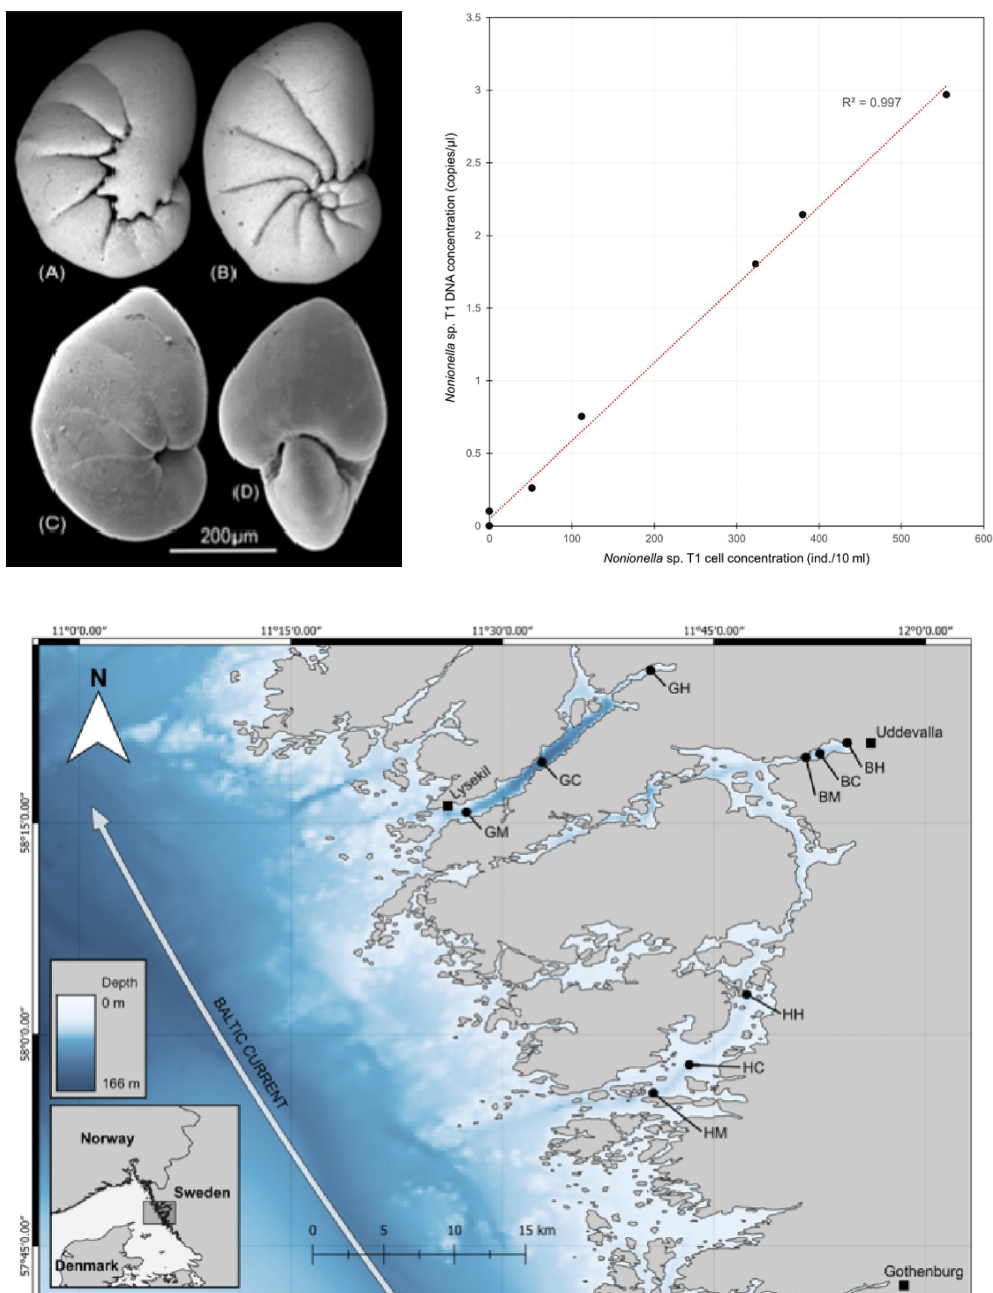 (A)
(B)
(C)
(D)
200µm
3.5
3
2.5
2
1.5
1
0.5
0
Nonionella sp. T1 DNA concentration (copies/µl)
R² = 0.997
0 100 200 300 400 500 600
Nonionella sp. T1 cell concentration (ind./10 ml)
11°0'0.00" 11°15'0.00" 11°30'0.00" 11°45'0.00" 12°0'0.00"
58°15'0.00"
58°0'0.00"
57°45'0.00"
N
GH
Uddevalla
BH
BC
BM
GC
Lysekil
GM
BALTIC CURRENT
Depth
0 m
166 m
HH
HC
HM
Norway
Sweden
Denmark
0 5 10 15 km
Gothenburg